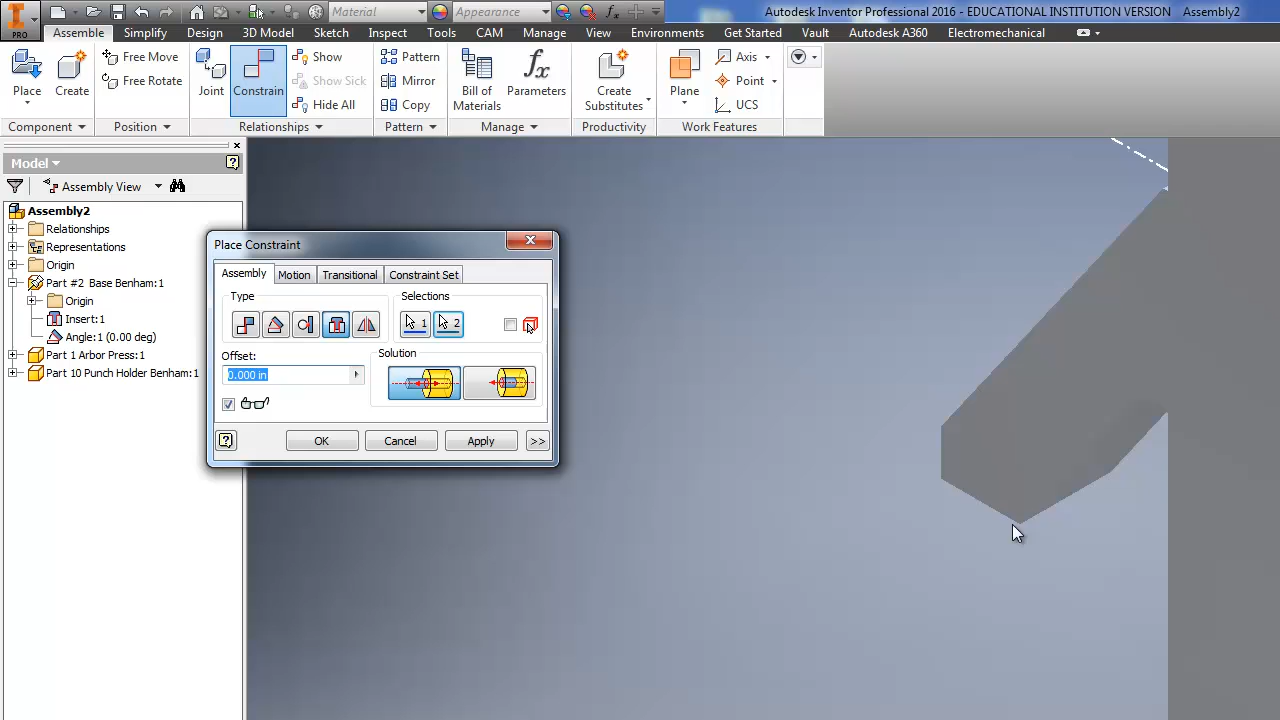 PRO
Material
Appearance
Autodesk Inventor Professional 2016 - EDUCATIONAL INSTITUTION VERSION Assembly2
Assemble Simplify Design 3D Model Sketch Inspect Tools CAM Manage View Environments Get Started Vault Autodesk A360 Electromechanical
Place
Create
Free Move
Free Rotate
Joint
Constrain
Show
Show Sick
Hide All
Pattern
Mirror
Copy
Bill of
Materials
fx
Parameters
Create
Substitutes
Plane
Axis
Point
UCS
Component Position Relationships Pattern Manage Productivity Work Features
Model
Assembly View
Assembly2
Relationships
Representations
Origin
Part #2 Base Benham:1
Origin
Insert:1
Angle:1 (0.00 deg)
Part 1 Arbor Press:1
Part 10 Punch Holder Benham:1
Place Constraint
Assembly Motion Transitional Constraint Set
Type
Selections
1 2
Offset:
0.000 in
Solution
OK Cancel Apply >>